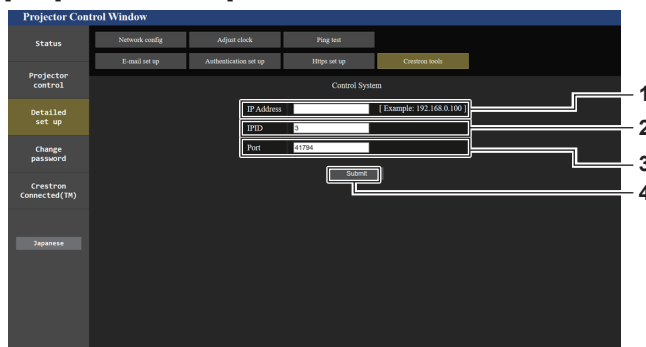 Projector Control Window
Status
Network config
Adjust clock
Ping test
E-mail set up
Authentication set up
Https set up
Crestron tools
Projector
control
Control System
1
IP Address [ Example: 192.168.0.100 ]
Detailed
set up
2
IPID 3
3
Port 41794
Change
password
Submit
4
Crestron
Connected(TM)
Japanese